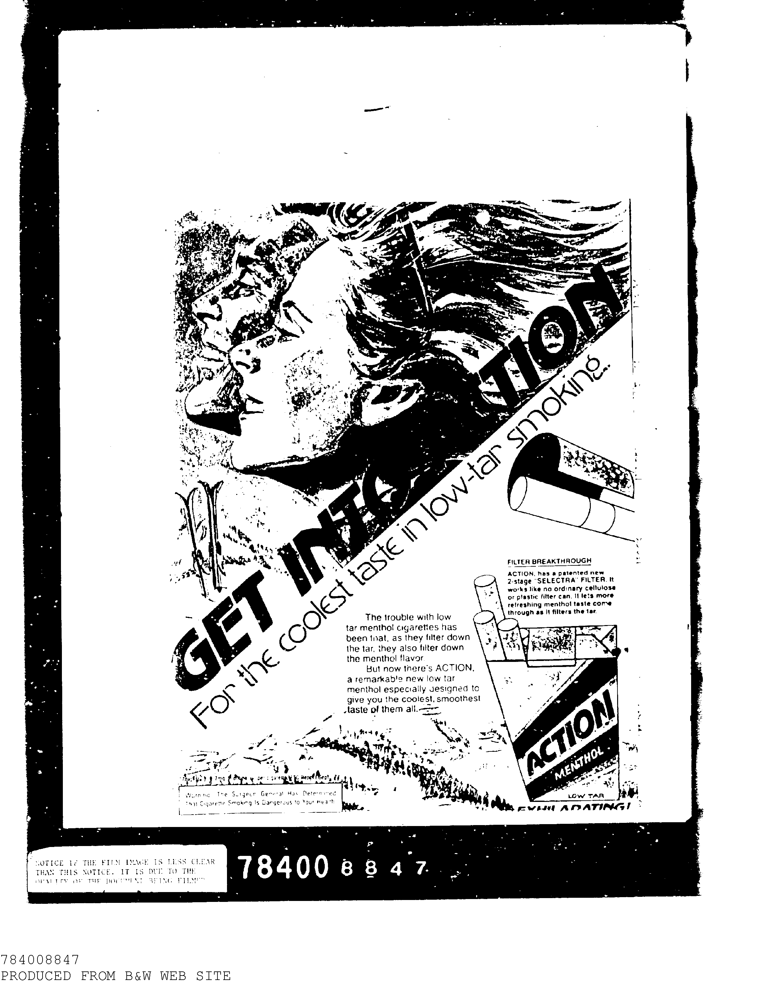 GET INTO ACTION
For the coolest taste in low-tar smoking.
FILTER BREAKTHROUGH
ACTION, has a patented new
2-stage 'SELECTRA' FILTER. It
works like no ordinary cellulose
or plastic filter can. It lets more
refreshing menthol taste come
through as it filters the tar.
The trouble with low
tar menthol cigarettes has
been that, as they filter down
the tar, they also filter down
the menthol flavor.
But now there's ACTION,
a remarkable new low tar
menthol especially designed to
give you the coolest, smoothest
taste of them all.
ACTION
MENTHOL
LOW TAR
EXHILARATING!
Warning: The Surgeon General Has Determined
That Cigarette Smoking Is Dangerous to Your Health
NOTICE IF THE FILM IMAGE IS LESS CLEAR
THAN THIS NOTICE, IT IS DUE TO THE
QUALITY OF THE DOCUMENT BEING FILMED
78400 8 8 4 7
784008847
PRODUCED FROM B&W WEB SITE